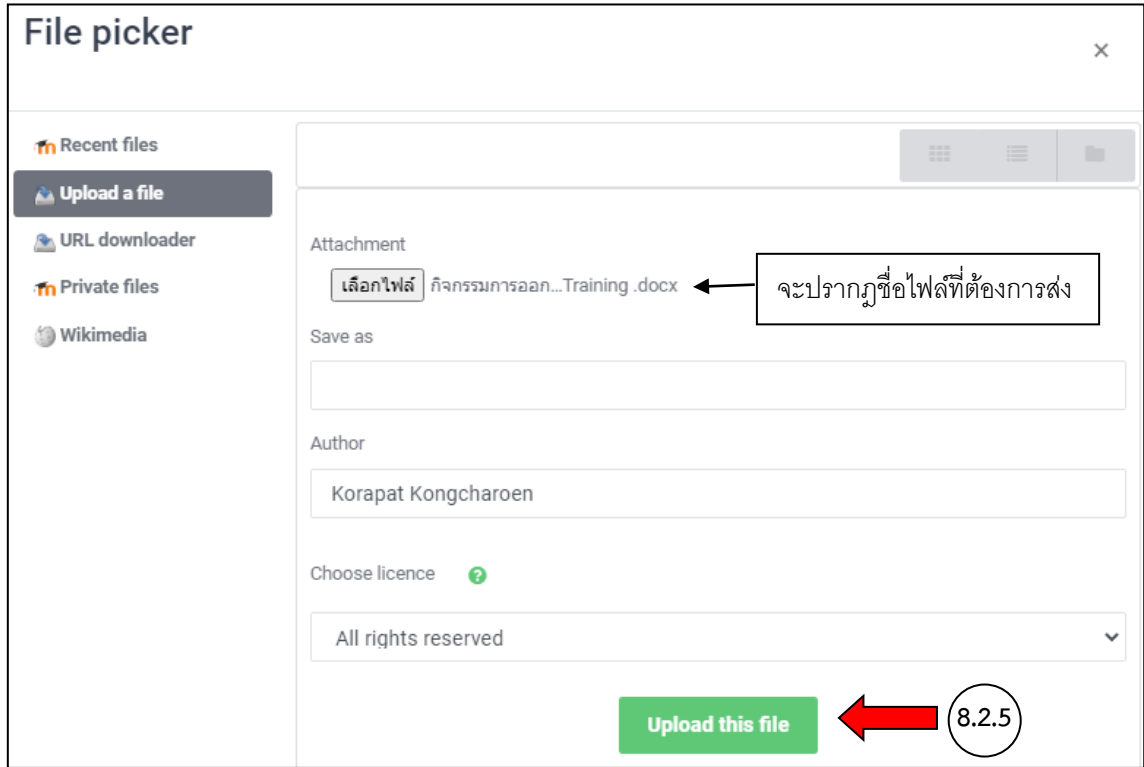 File picker
×
Recent files
Upload a file
URL downloader
Private files
Wikimedia
Attachment
เลือกไฟล์ กิจกรรมการออก...Training .docx
จะปรากฏชื่อไฟล์ที่ต้องการส่ง
Save as
Author
Korapat Kongcharoen
Choose licence ?
All rights reserved
Upload this file
8.2.5